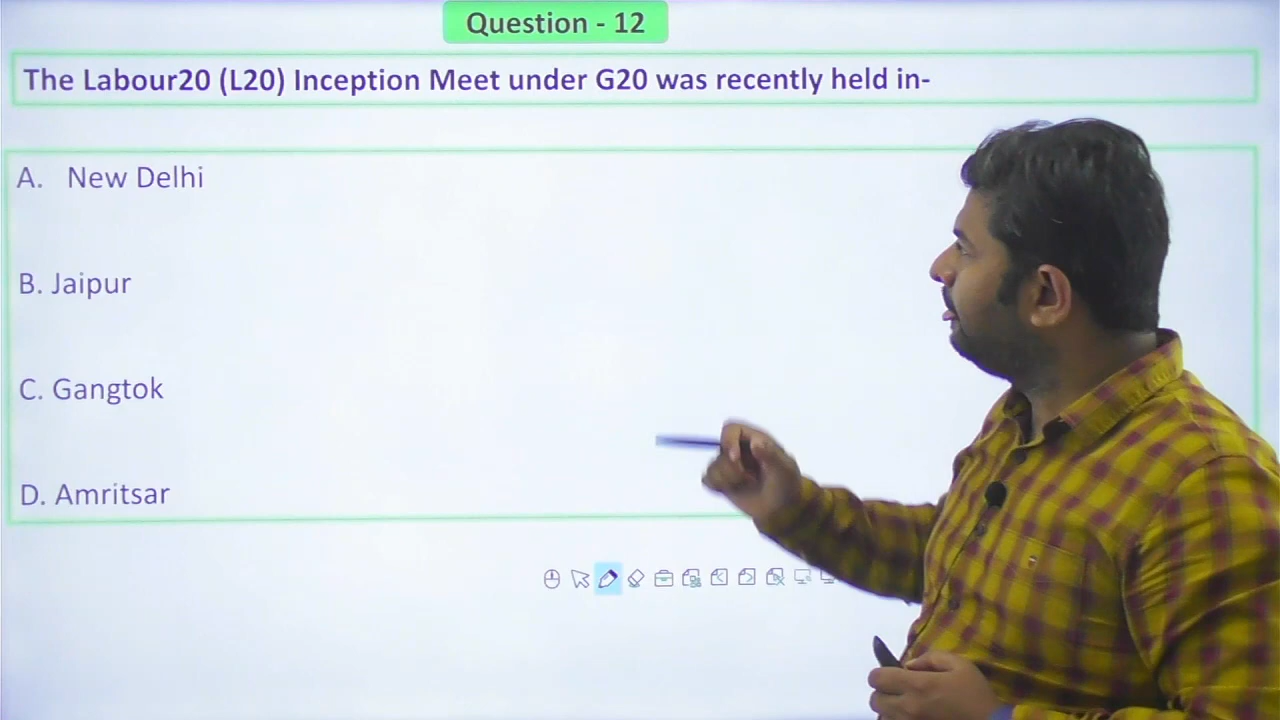 Question - 12
The Labour20 (L20) Inception Meet under G20 was recently held in-
A. New Delhi
B. Jaipur
C. Gangtok
D. Amritsar